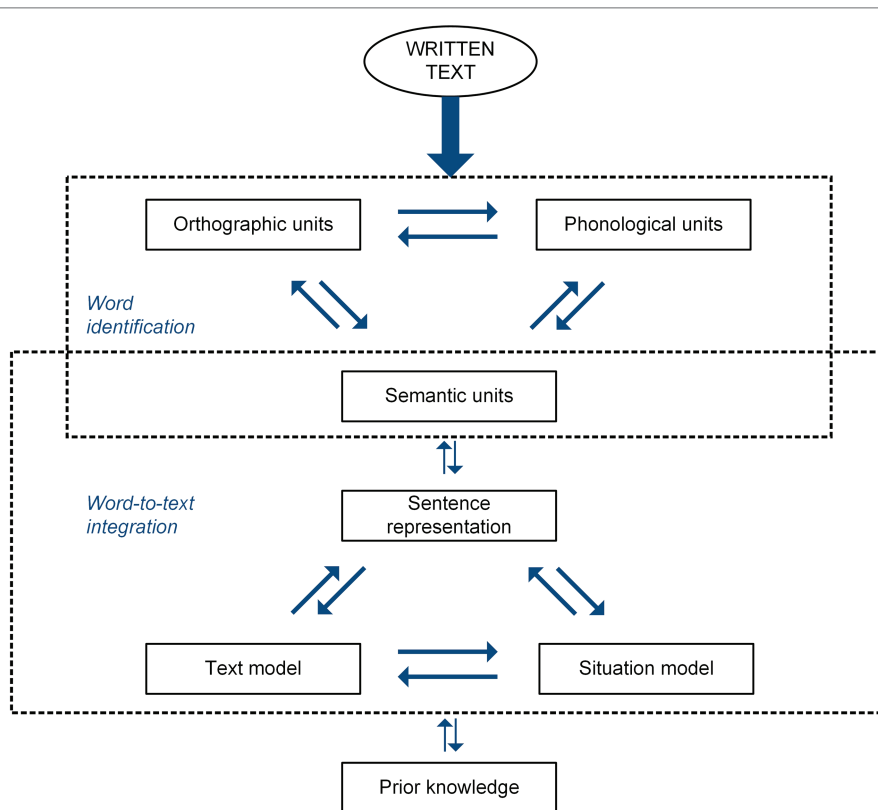 WRITTEN
TEXT
Orthographic units
Phonological units
Word
identification
Semantic units
Word-to-text
integration
Sentence
representation
Text model
Situation model
Prior knowledge